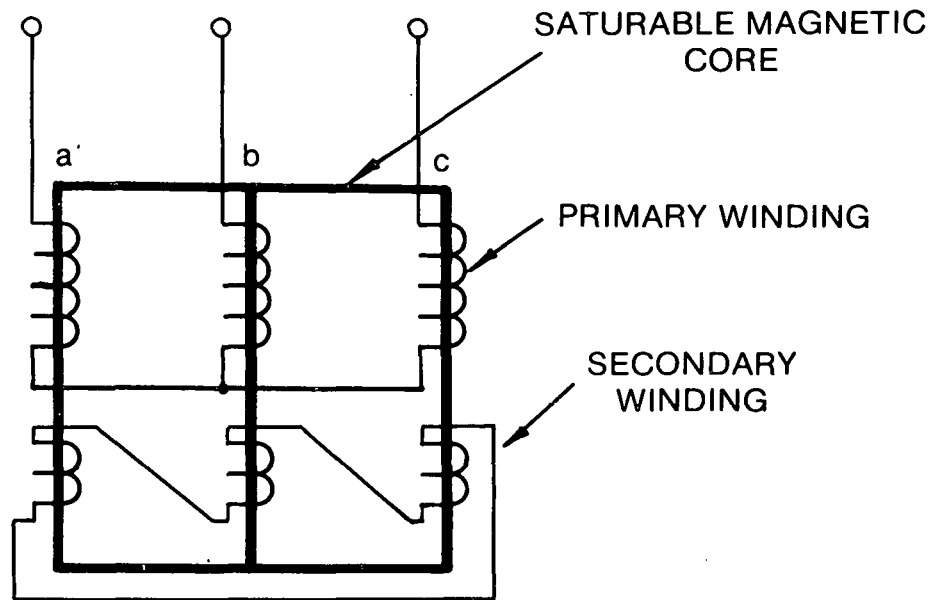 SATURABLE MAGNETIC
CORE
a
b
c
PRIMARY WINDING
SECONDARY
WINDING